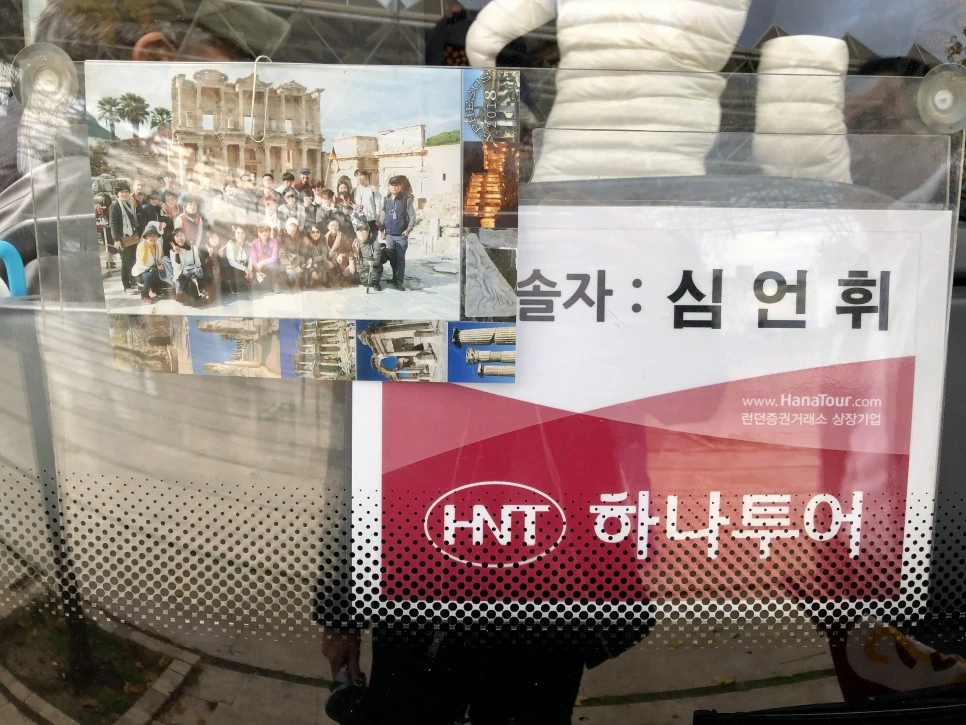 솔자 : 심 언 휘
www.HanaTour.com
런던증권거래소 상장기업
HNT 하나투어
2018